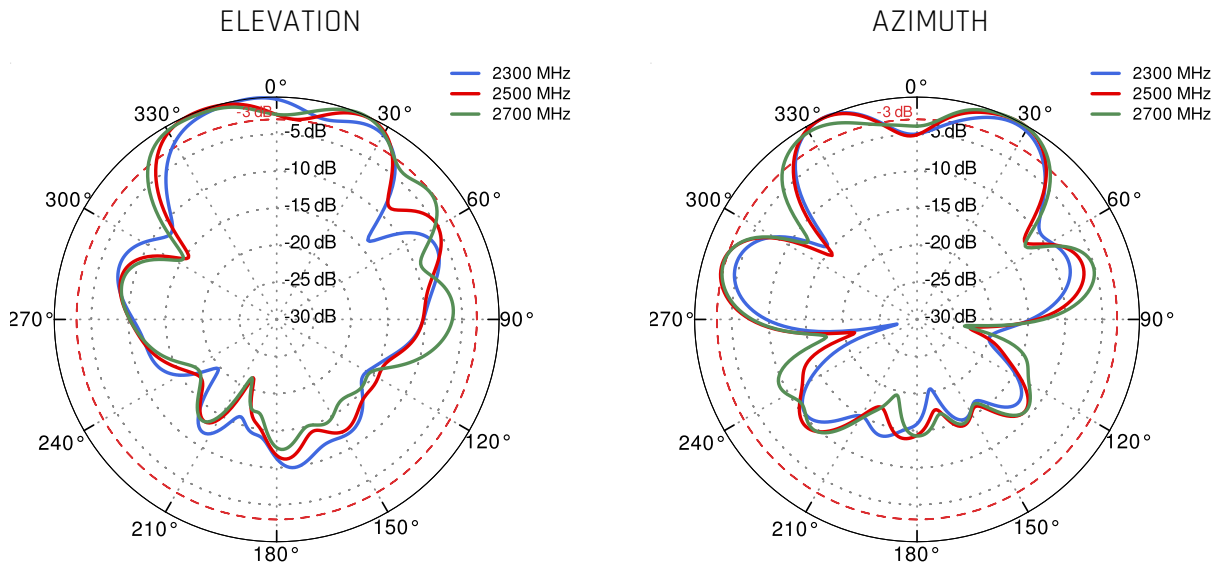 ELEVATION
2300 MHz
2500 MHz
2700 MHz
0°
30°
60°
90°
120°
150°
180°
210°
240°
270°
300°
330°
-3 dB
-5 dB
-10 dB
-15 dB
-20 dB
-25 dB
-30 dB
AZIMUTH
2300 MHz
2500 MHz
2700 MHz
0°
30°
60°
90°
120°
150°
180°
210°
240°
270°
300°
330°
-3 dB
-5 dB
-10 dB
-15 dB
-20 dB
-25 dB
-30 dB